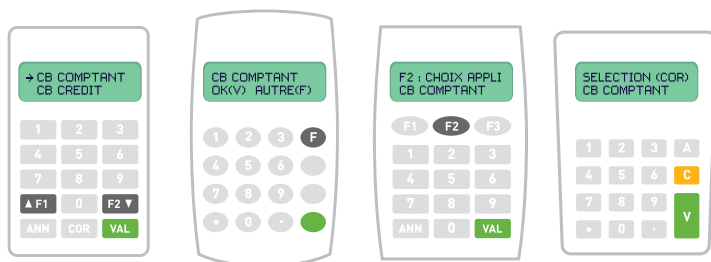 → CB COMPTANT
CB CREDIT
1 2 3
4 5 6
7 8 9
▲ F1 0 F2 ▼
ANN COR VAL
CB COMPTANT
OK(V) AUTRE(F)
1 2 3 F
4 5 6
7 8 9
* 0 ·
F2 : CHOIX APPLI
CB COMPTANT
F1 F2 F3
1 2 3
4 5 6
7 8 9
ANN 0 VAL
SELECTION (COR)
CB COMPTANT
1 2 3 A
4 5 6 C
7 8 9 V
* 0 ·